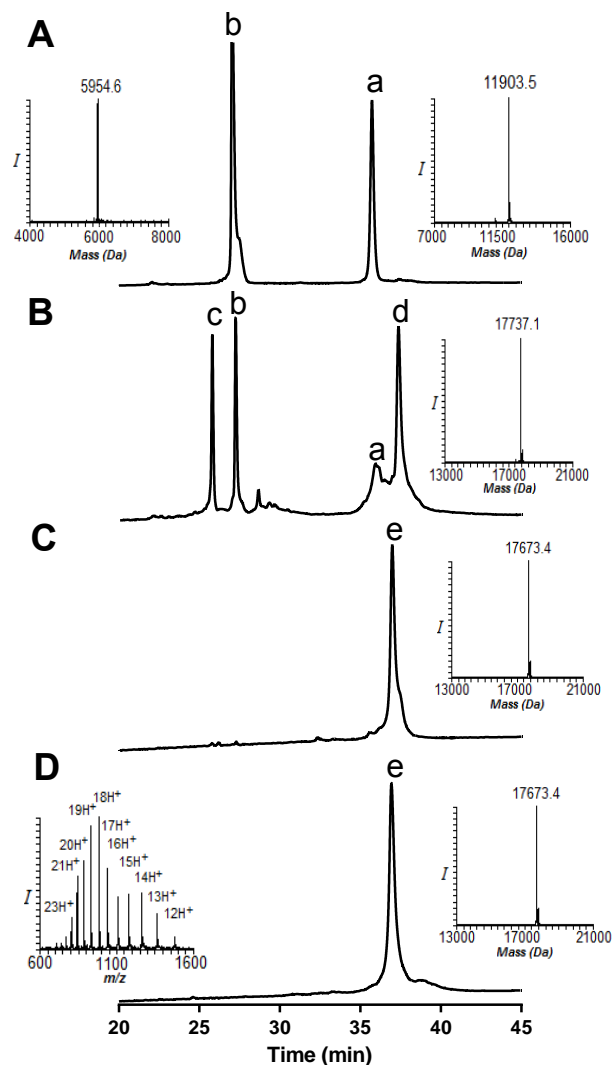 A
b
a
5954.6
I
4000 6000 8000
Mass (Da)
11903.5
I
7000 11500 16000
Mass (Da)
B
c
b
a
d
17737.1
I
13000 17000 21000
Mass (Da)
C
e
17673.4
I
13000 17000 21000
Mass (Da)
D
e
18H+
19H+
17H+
20H+
16H+
21H+
15H+
14H+
23H+
13H+
12H+
I
600 1100 1600
m/z
17673.4
I
13000 17000 21000
Mass (Da)
20 25 30 35 40 45
Time (min)